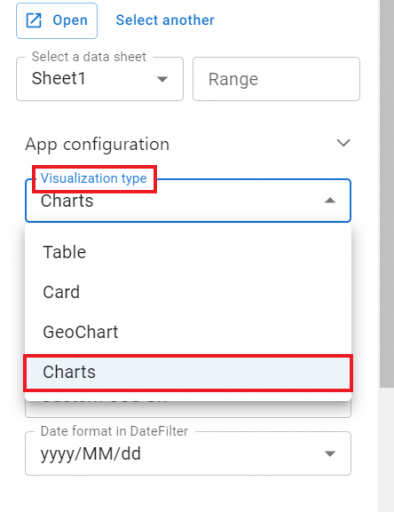 Open Select another
Select a data sheet
Sheet1 Range
App configuration
Visualization type
Charts
Table
Card
GeoChart
Charts
Date format in DateFilter
yyyy/MM/dd